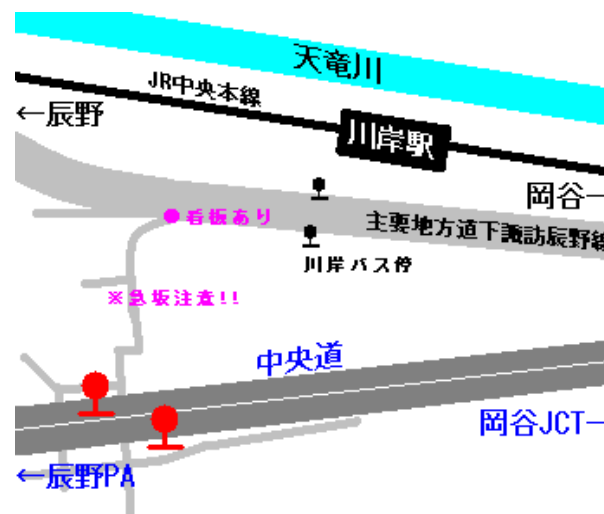 天竜川
JR中央本線
←辰野
川岸駅
岡谷→
看板あり
主要地方道下諏訪辰野線
川岸バス停
※急坂注意!!
中央道
岡谷JCT→
←辰野PA